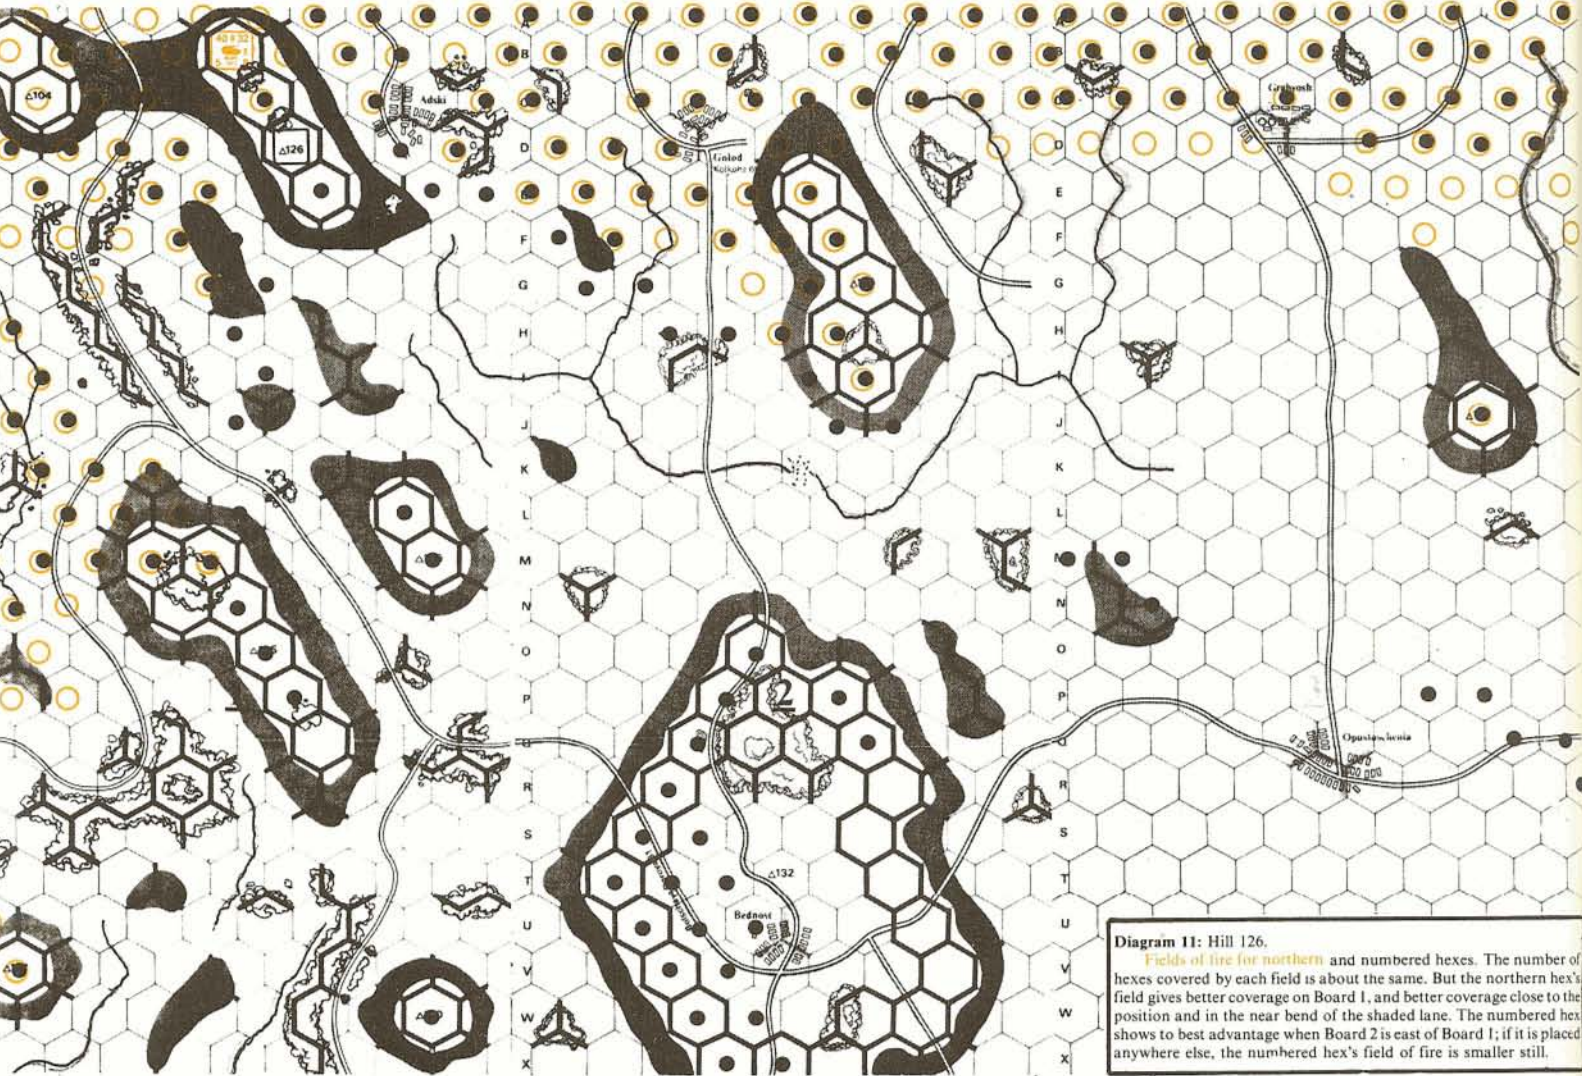 △104
△126
Adski
Golod
Grabyosh
A
B
C
D
E
F
G
H
I
J
K
L
M
N
O
P
Q
R
S
T
U
V
W
X
B
D
E
F
G
H
J
K
L
N
O
P
R
S
T
U
V
W
X
2
△132
Bednost
Opustoschenia
Diagram 11: Hill 126.
Fields of fire for northern and numbered hexes. The number of
hexes covered by each field is about the same. But the northern hex's
field gives better coverage on Board 1, and better coverage close to the
position and in the near bend of the shaded lane. The numbered hex
shows to best advantage when Board 2 is east of Board 1; if it is placed
anywhere else, the numbered hex's field of fire is smaller still.